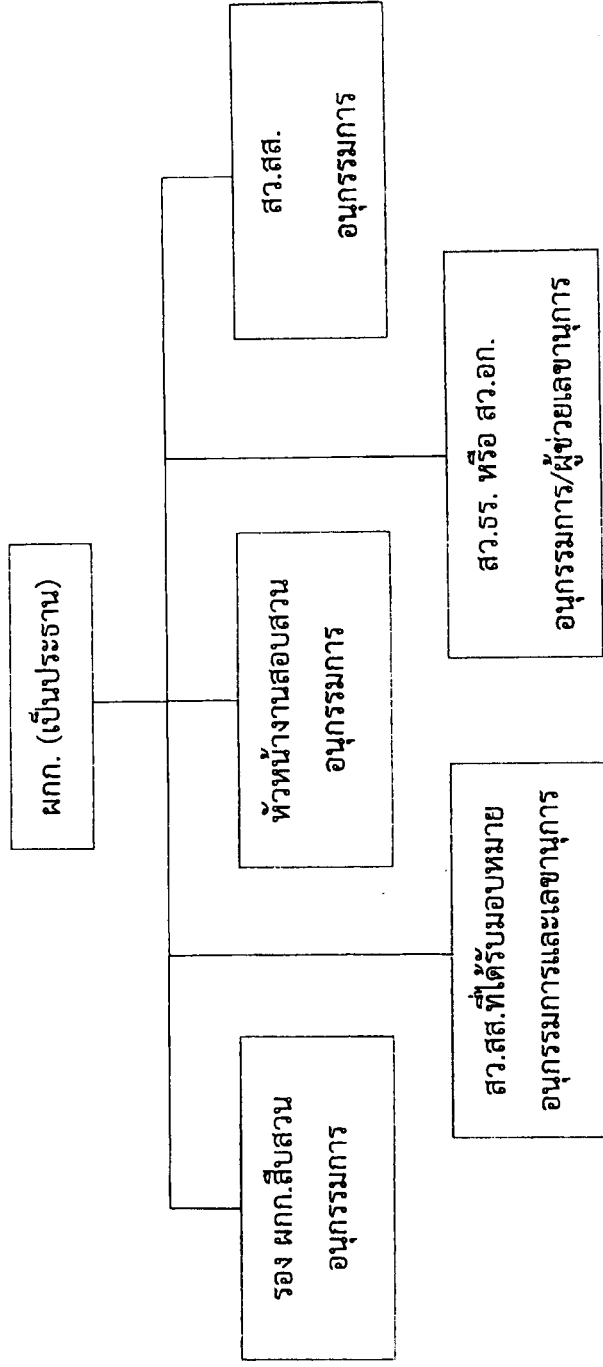 ผกก. (เป็นประธาน)
รอง ผกก.สืบสวน
อนุกรรมการ
หัวหน้างานสอบสวน
อนุกรรมการ
สว.สส.
อนุกรรมการ
สว.สส.ที่ได้รับมอบหมาย
อนุกรรมการและเลขานุการ
สว.ธร. หรือ สว.อก.
อนุกรรมการ/ผู้ช่วยเลขานุการ